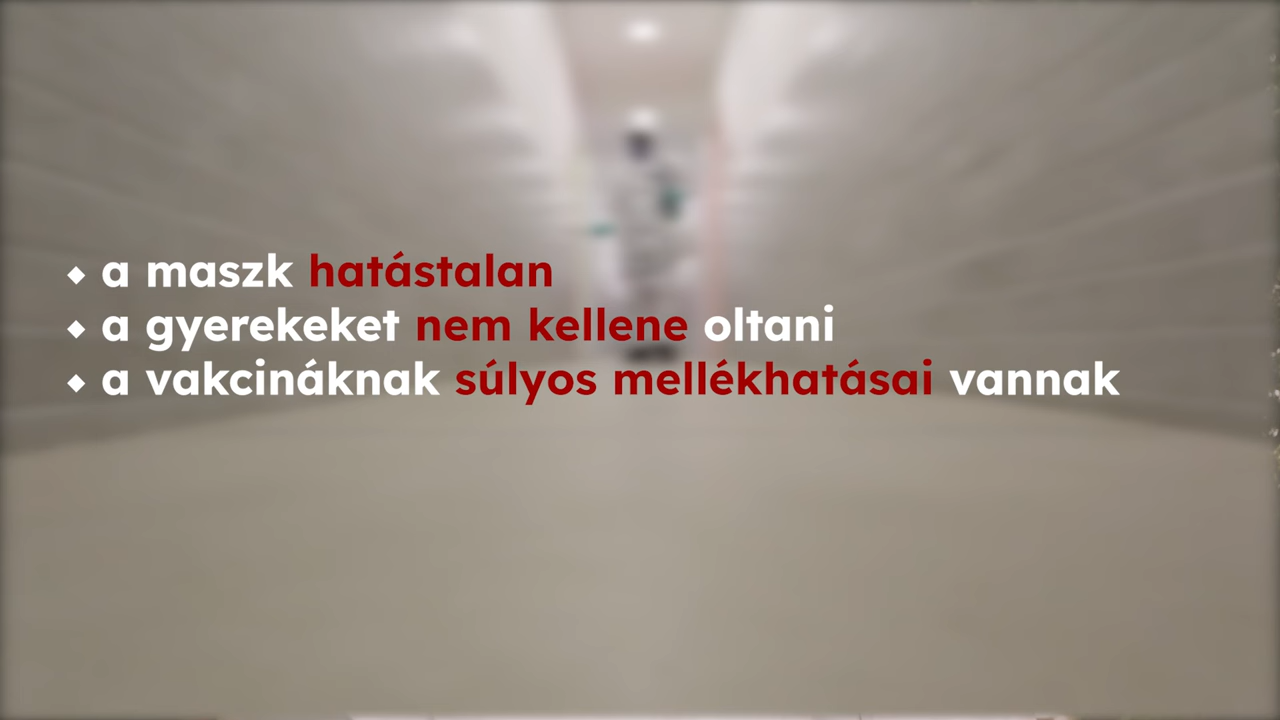 ◆ a maszk hatástalan
◆ a gyerekeket nem kellene oltani
◆ a vakcináknak súlyos mellékhatásai vannak